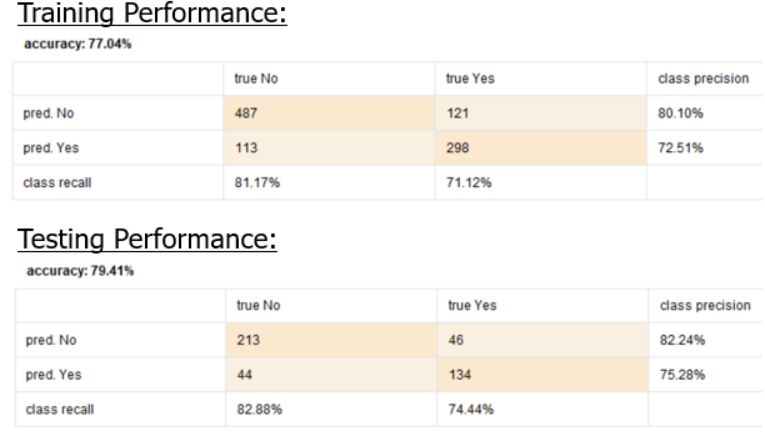 Training Performance:
accuracy: 77.04%
true No true Yes class precision
pred. No 487 121 80.10%
pred. Yes 113 298 72.51%
class recall 81.17% 71.12%
Testing Performance:
accuracy: 79.41%
true No true Yes class precision
pred. No 213 46 82.24%
pred. Yes 44 134 75.28%
class recall 82.88% 74.44%